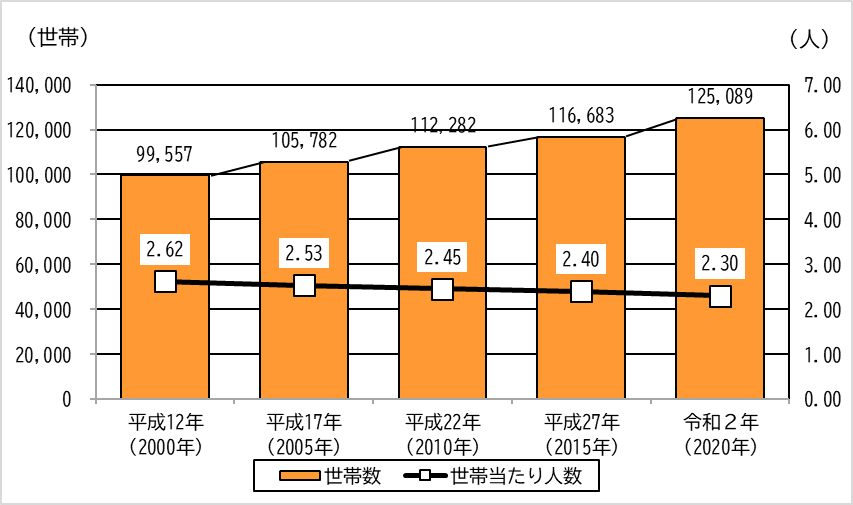 (世帯)
(人)
140,000
120,000
100,000
80,000
60,000
40,000
20,000
0
7.00
6.00
5.00
4.00
3.00
2.00
1.00
0.00
99,557
105,782
112,282
116,683
125,089
2.62
2.53
2.45
2.40
2.30
平成12年
(2000年)
平成17年
(2005年)
平成22年
(2010年)
平成27年
(2015年)
令和２年
(2020年)
世帯数
世帯当たり人数